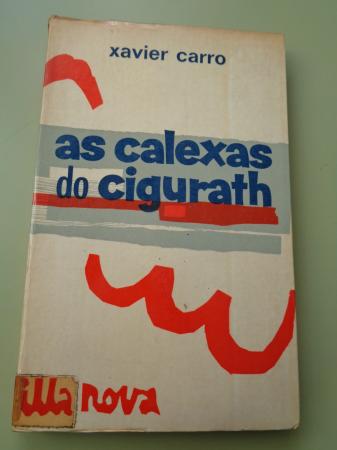 xavier carro
as calexas
do cigurath
illa nova